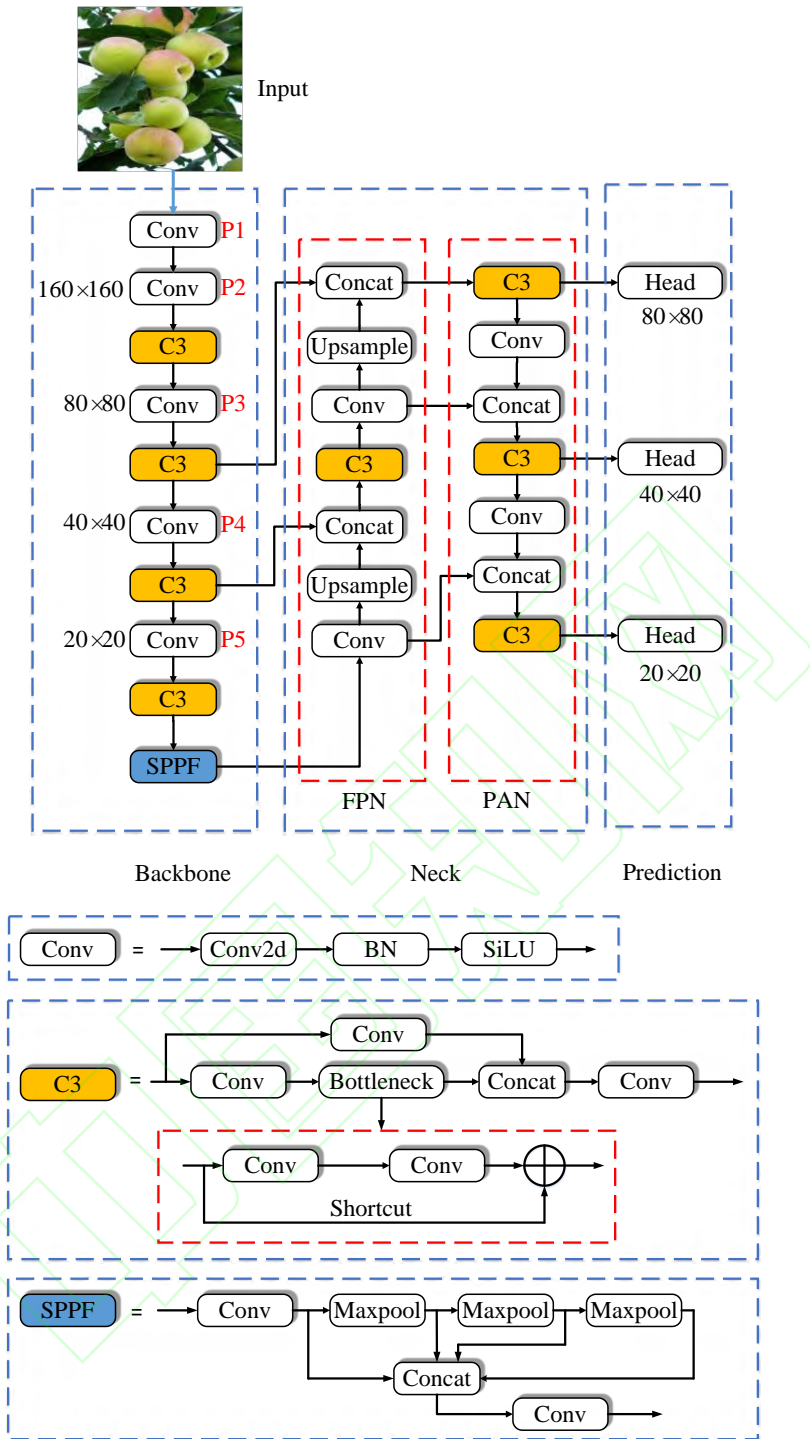 Input
Conv P1
160×160 Conv P2
C3
80×80 Conv P3
C3
40×40 Conv P4
C3
20×20 Conv P5
C3
SPPF
Concat
Upsample
Conv
C3
Concat
Upsample
Conv
FPN
C3
Conv
Concat
C3
Conv
Concat
C3
PAN
Head
80×80
Head
40×40
Head
20×20
Backbone Neck Prediction
Conv = Conv2d BN SiLU
Conv
C3 = Conv Bottleneck Concat Conv
Conv Conv
Shortcut
SPPF = Conv Maxpool Maxpool Maxpool
Concat
Conv